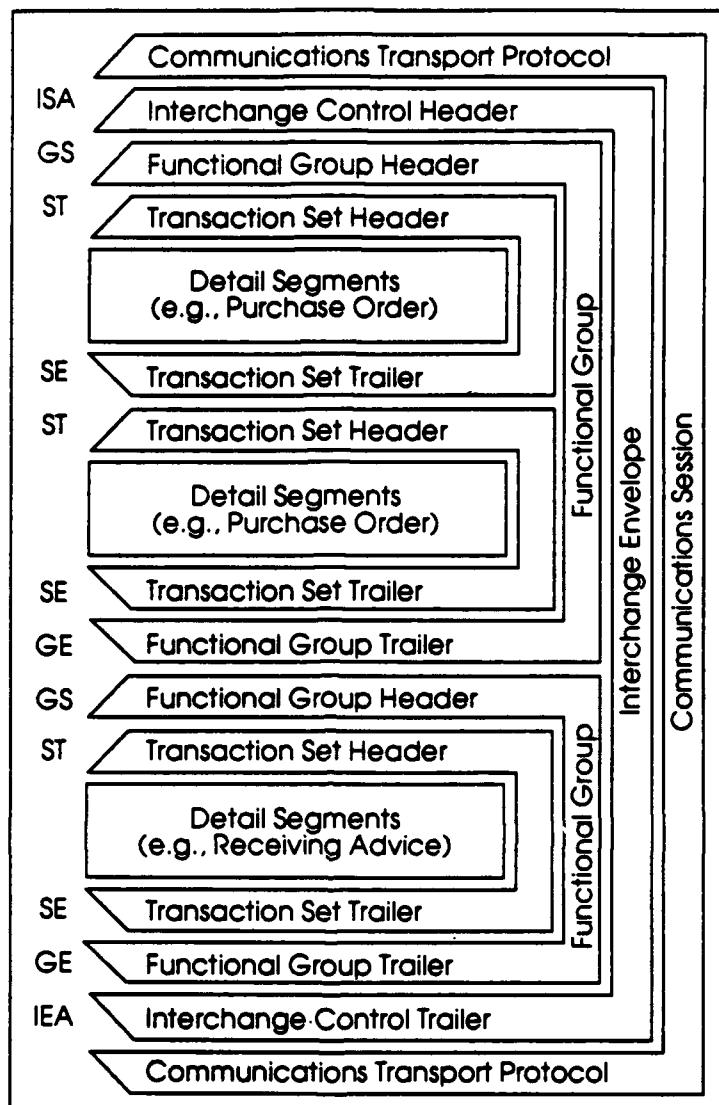 Communications Transport Protocol
ISA Interchange Control Header
GS Functional Group Header
ST Transaction Set Header
Detail Segments
(e.g., Purchase Order)
SE Transaction Set Trailer
ST Transaction Set Header
Detail Segments
(e.g., Purchase Order)
SE Transaction Set Trailer
GE Functional Group Trailer
Functional Group
GS Functional Group Header
ST Transaction Set Header
Detail Segments
(e.g., Receiving Advice)
SE Transaction Set Trailer
GE Functional Group Trailer
Functional Group
IEA Interchange Control Trailer
Interchange Envelope
Communications Transport Protocol
Communications Session